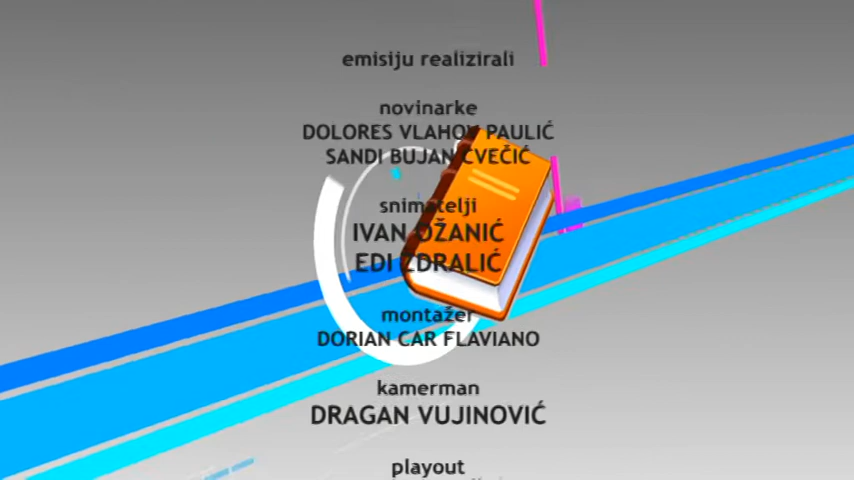 emisiju realizirali
novinarke
DOLORES VLAHOV PAULIĆ
SANDI BUJAN CVEČIĆ
snimatelji
IVAN OŽANIĆ
EDI ZDRALIĆ
montažer
DORIAN CAR FLAVIANO
kamerman
DRAGAN VUJINOVIĆ
playout